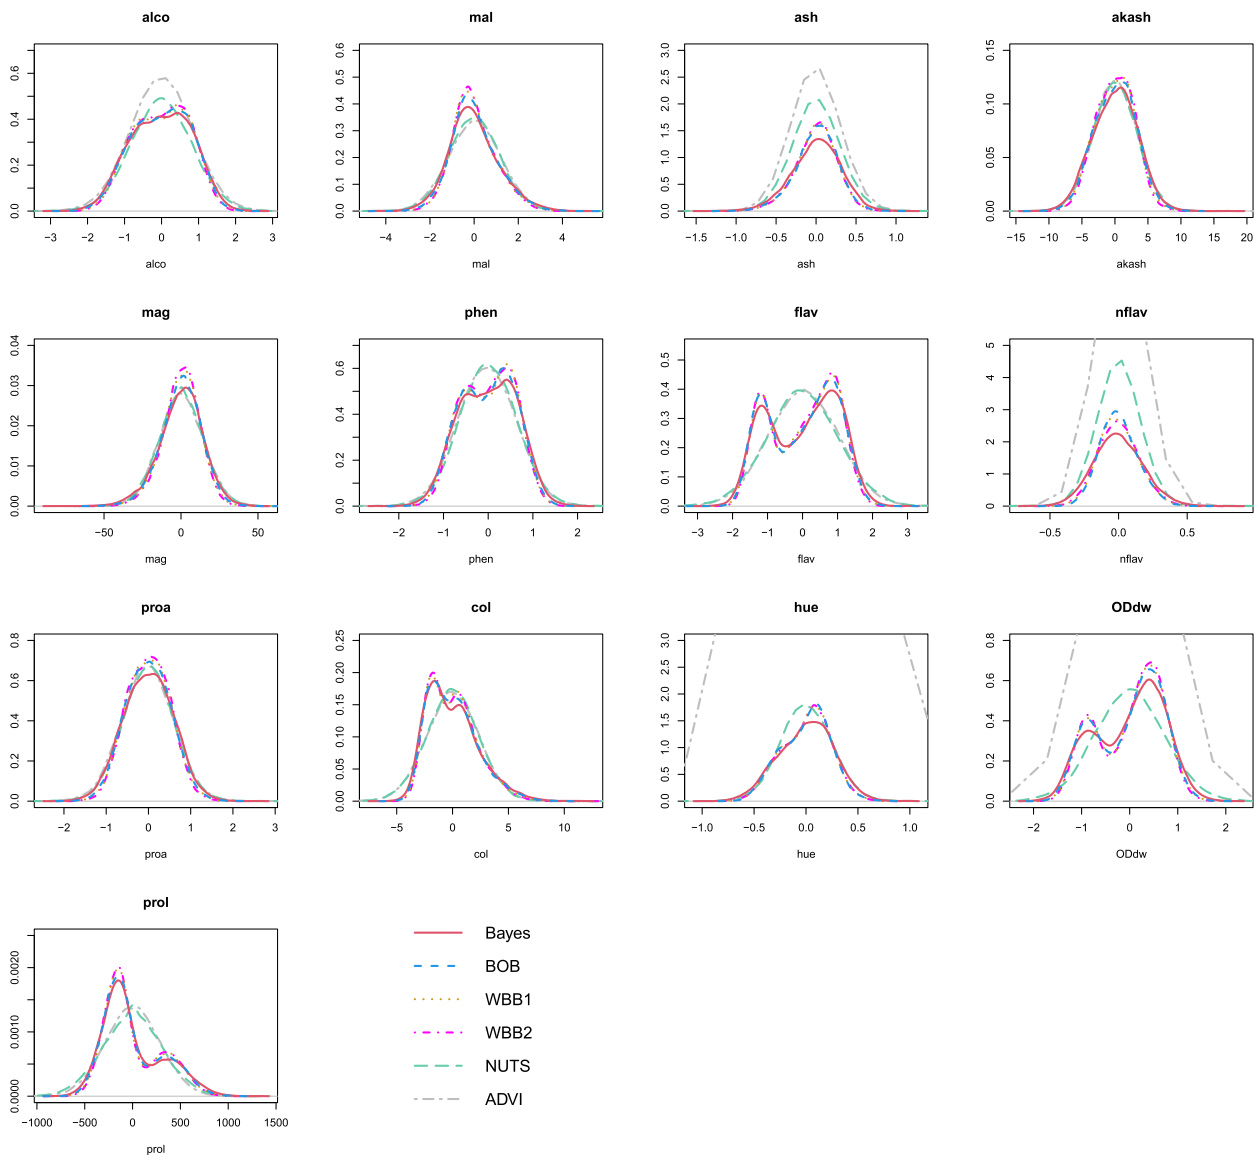 alco mal ash akash
0.0 0.2 0.4 0.6
0.0 0.1 0.2 0.3 0.4 0.5 0.6
0.0 0.5 1.0 1.5 2.0 2.5 3.0
0.00 0.05 0.10 0.15
−3 −2 −1 0 1 2 3
−4 −2 0 2 4
−1.5 −1.0 −0.5 0.0 0.5 1.0
−15 −10 −5 0 5 10 15 20
alco mal ash akash
mag phen flav nflav
0.00 0.01 0.02 0.03 0.04
0.0 0.2 0.4 0.5 0.6
0.0 0.1 0.2 0.3 0.4 0.5
0 1 2 3 4 5
−50 0 50
−2 −1 0 1 2
−3 −2 −1 0 1 2 3
−0.5 0.0 0.5
mag phen flav nflav
proa col hue ODdw
0.0 0.2 0.4 0.6 0.8
0.00 0.05 0.10 0.15 0.20 0.25
0.0 0.5 1.0 1.5 2.0 2.5 3.0
0.0 0.2 0.4 0.6 0.8
−2 −1 0 1 2 3
−5 0 5 10
−1.0 −0.5 0.0 0.5 1.0
−2 −1 0 1 2
proa col hue ODdw
prol
0.0000 0.0010 0.0020
−1000 −500 0 500 1000 1500
prol
Bayes
BOB
WBB1
WBB2
NUTS
ADVI